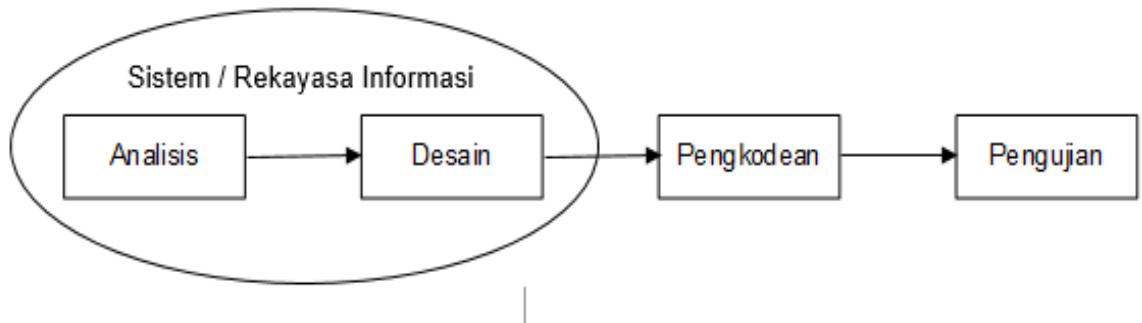 Sistem / Rekayasa Informasi
Analisis
Desain
Pengkodean
Pengujian